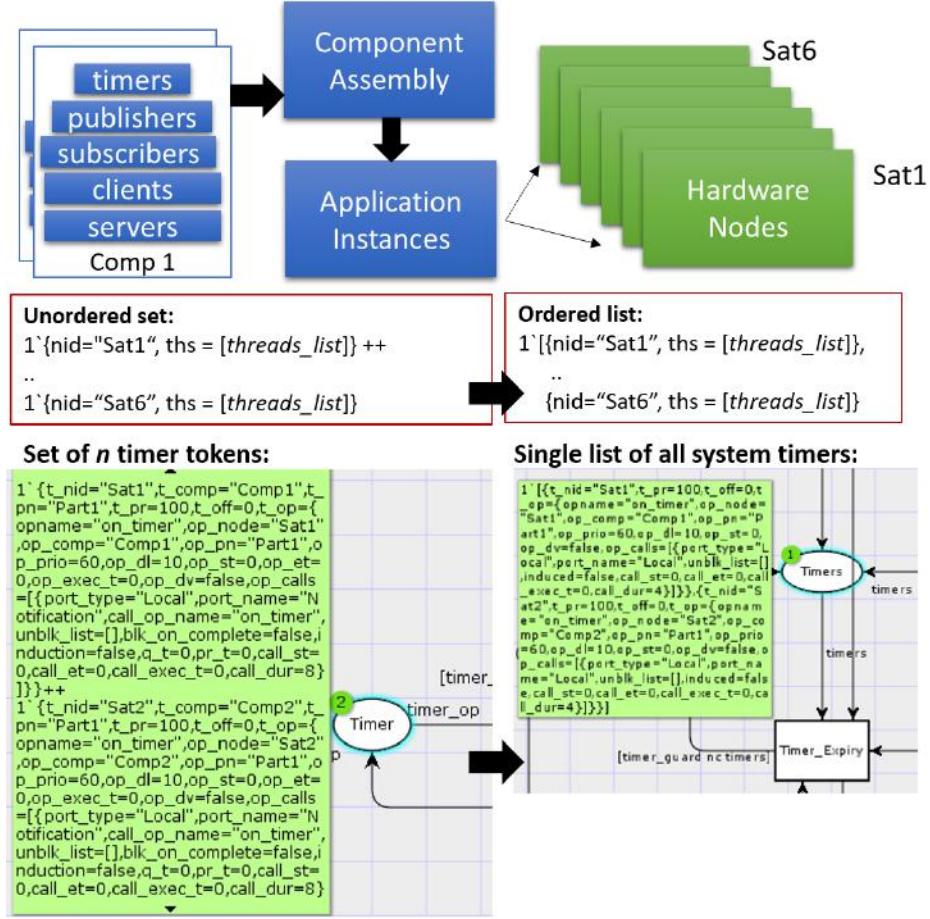 timers
publishers
subscribers
clients
servers
Comp 1
Component
Assembly
Application
Instances
Sat6
Sat1
Hardware
Nodes
Unordered set:
1`{nid="Sat1“, ths = [threads_list]} ++
..
1`{nid=“Sat6”, ths = [threads_list]}
Ordered list:
1`[{nid=“Sat1”, ths = [threads_list]},
..
{nid=“Sat6”, ths = [threads_list]}
Set of n timer tokens:
1`{t_nid="Sat1",t_comp="Comp1",t_
pn="Part1",t_pr=100,t_off=0,t_op={
opname="on_timer",op_node="Sat1"
,op_comp="Comp1",op_pn="Part1",o
p_prio=60,op_dl=10,op_st=0,op_et=
0,op_exec_t=0,op_dv=false,op_calls
=[{port_type="Local",port_name="N
otification",call_op_name="on_timer",
unblk_list=[],blk_on_complete=false,i
nduction=false,q_t=0,pr_t=0,call_st=
0,call_et=0,call_exec_t=0,call_dur=8}
]}}++
1`{t_nid="Sat2",t_comp="Comp2",t_
pn="Part1",t_pr=100,t_off=0,t_op={
opname="on_timer",op_node="Sat2"
,op_comp="Comp2",op_pn="Part1",o
p_prio=60,op_dl=10,op_st=0,op_et=
0,op_exec_t=0,op_dv=false,op_calls
=[{port_type="Local",port_name="N
otification",call_op_name="on_timer",
unblk_list=[],blk_on_complete=false,i
nduction=false,q_t=0,pr_t=0,call_st=
0,call_et=0,call_exec_t=0,call_dur=8}
2
Timer
[timer_
timer_op
p
Single list of all system timers:
1`[{t_nid="Sat1",t_pr=100,t_off=0,t
_op={opname="on_timer",op_node=
"Sat1",op_comp="Comp1",op_pn="P
art1",op_prio=60,op_dl=10,op_st=0,
op_dv=false,op_calls=[{port_type="L
ocal",port_name="Local",unblk_list=[],
induced=false,call_st=0,call_et=0,call
_exec_t=0,call_dur=4}]}},{t_nid="S
at2",t_pr=100,t_off=0,t_op={opnam
e="on_timer",op_node="Sat2",op_co
mp="Comp2",op_pn="Part1",op_prio
=60,op_dl=10,op_st=0,op_dv=false,o
p_calls=[{port_type="Local",port_na
me="Local",unblk_list=[],induced=fals
e,call_st=0,call_et=0,call_exec_t=0,ca
ll_dur=4}]}}]
1
Timers
timers
timers
Timer_Expiry
[timer_guard nc timers]